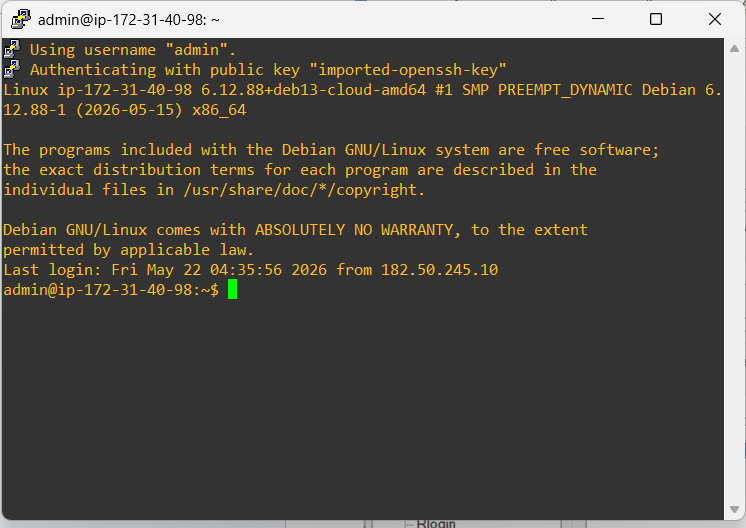 admin@ip-172-31-40-98: ~
Using username "admin".
Authenticating with public key "imported-openssh-key"
Linux ip-172-31-40-98 6.12.88+deb13-cloud-amd64 #1 SMP PREEMPT_DYNAMIC Debian 6.
12.88-1 (2026-05-15) x86_64
The programs included with the Debian GNU/Linux system are free software;
the exact distribution terms for each program are described in the
individual files in /usr/share/doc/*/copyright.
Debian GNU/Linux comes with ABSOLUTELY NO WARRANTY, to the extent
permitted by applicable law.
Last login: Fri May 22 04:35:56 2026 from 182.50.245.10
admin@ip-172-31-40-98:~$
Rlogin